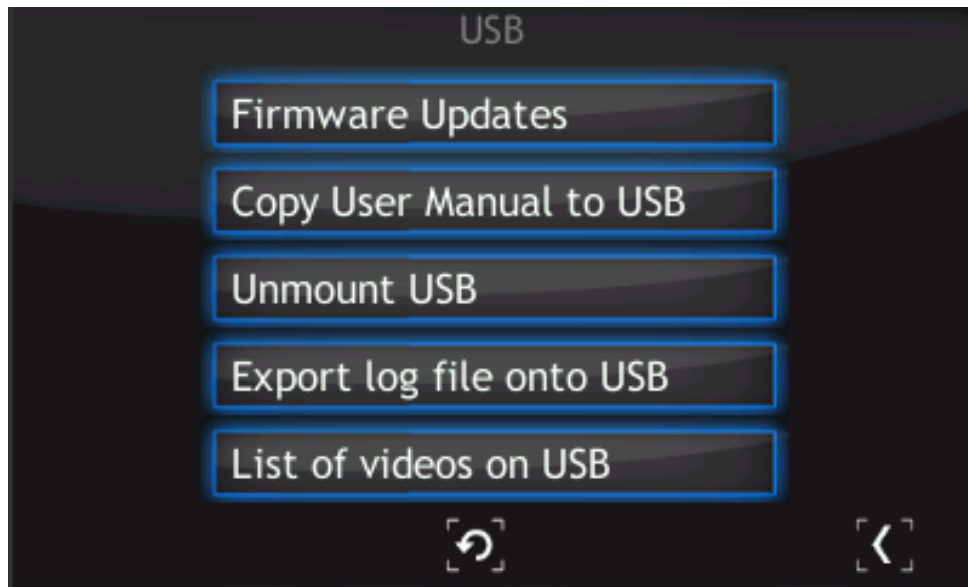 USB
Firmware Updates
Copy User Manual to USB
Unmount USB
Export log file onto USB
List of videos on USB